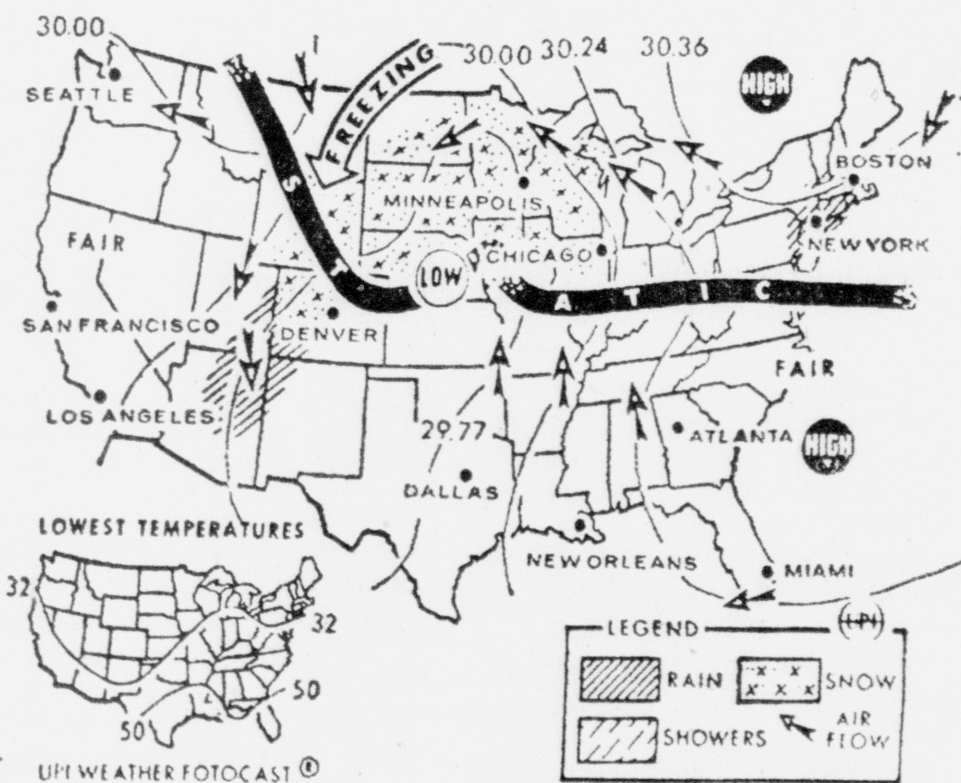 30.00
30.00 30.24 30.36
HIGH
FREEZING
SEATTLE
BOSTON
MINNEAPOLIS
NEW YORK
FAIR
CHICAGO
LOW
STATICS
SAN FRANCISCO
DENVER
FAIR
LOS ANGELES
29.77
ATLANTA
HIGH
DALLAS
LOWEST TEMPERATURES
NEW ORLEANS
MIAMI
32
32
50
50
LEGEND
(UPI)
RAIN
SNOW
SHOWERS
AIR
FLOW
UPI WEATHER FOTOCAST ®